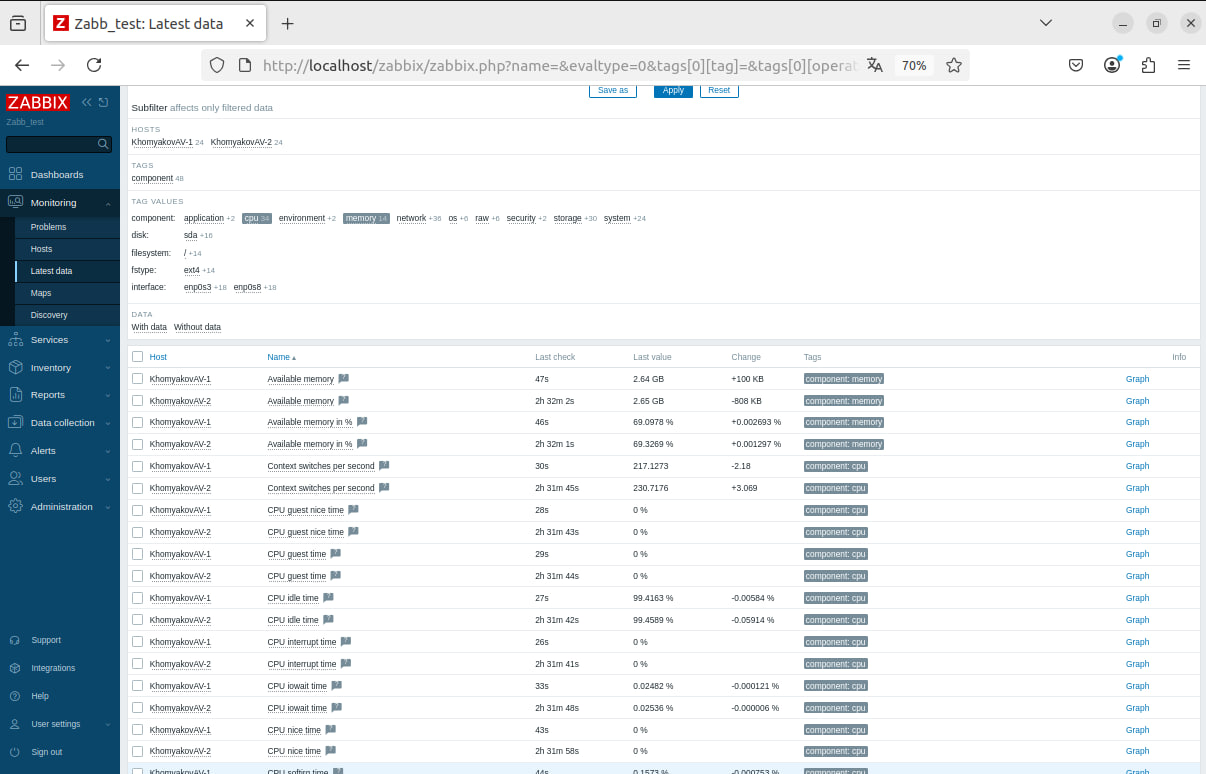 Zabb_test: Latest data
http://localhost/zabbix/zabbix.php?name=&evaltype=0&tags[0][tag]=&tags[0][operat
70%
ZABBIX
Zabb_test
Dashboards
Monitoring
Problems
Hosts
Latest data
Maps
Discovery
Services
Inventory
Reports
Data collection
Alerts
Users
Administration
Support
Integrations
Help
User settings
Sign out
Save as Apply Reset
Subfilter affects only filtered data
HOSTS
KhomyakovAV-1 24 KhomyakovAV-2 24
TAGS
component 48
TAG VALUES
component: application +2 cpu 34 environment +2 memory 14 network +36 os +6 raw +6 security +2 storage +30 system +24
disk: sda +16
filesystem: / +14
fstype: ext4 +14
interface: enp0s3 +18 enp0s8 +18
DATA
With data Without data
Host Name Last check Last value Change Tags Info
KhomyakovAV-1 Available memory 47s 2.64 GB +100 KB component: memory Graph
KhomyakovAV-2 Available memory 2h 32m 2s 2.65 GB -808 KB component: memory Graph
KhomyakovAV-1 Available memory in % 46s 69.0978 % +0.002693 % component: memory Graph
KhomyakovAV-2 Available memory in % 2h 32m 1s 69.3269 % +0.001297 % component: memory Graph
KhomyakovAV-1 Context switches per second 30s 217.1273 -2.18 component: cpu Graph
KhomyakovAV-2 Context switches per second 2h 31m 45s 230.7176 +3.069 component: cpu Graph
KhomyakovAV-1 CPU guest nice time 28s 0 % component: cpu Graph
KhomyakovAV-2 CPU guest nice time 2h 31m 43s 0 % component: cpu Graph
KhomyakovAV-1 CPU guest time 29s 0 % component: cpu Graph
KhomyakovAV-2 CPU guest time 2h 31m 44s 0 % component: cpu Graph
KhomyakovAV-1 CPU idle time 27s 99.4163 % -0.00584 % component: cpu Graph
KhomyakovAV-2 CPU idle time 2h 31m 42s 99.4589 % -0.05914 % component: cpu Graph
KhomyakovAV-1 CPU interrupt time 26s 0 % component: cpu Graph
KhomyakovAV-2 CPU interrupt time 2h 31m 41s 0 % component: cpu Graph
KhomyakovAV-1 CPU iowait time 33s 0.02482 % -0.000121 % component: cpu Graph
KhomyakovAV-2 CPU iowait time 2h 31m 48s 0.02536 % -0.000006 % component: cpu Graph
KhomyakovAV-1 CPU nice time 43s 0 % component: cpu Graph
KhomyakovAV-2 CPU nice time 2h 31m 58s 0 % component: cpu Graph
KhomyakovAV-1 CPU softirq time 44s 0.1573 % -0.000753 % component: cpu Graph